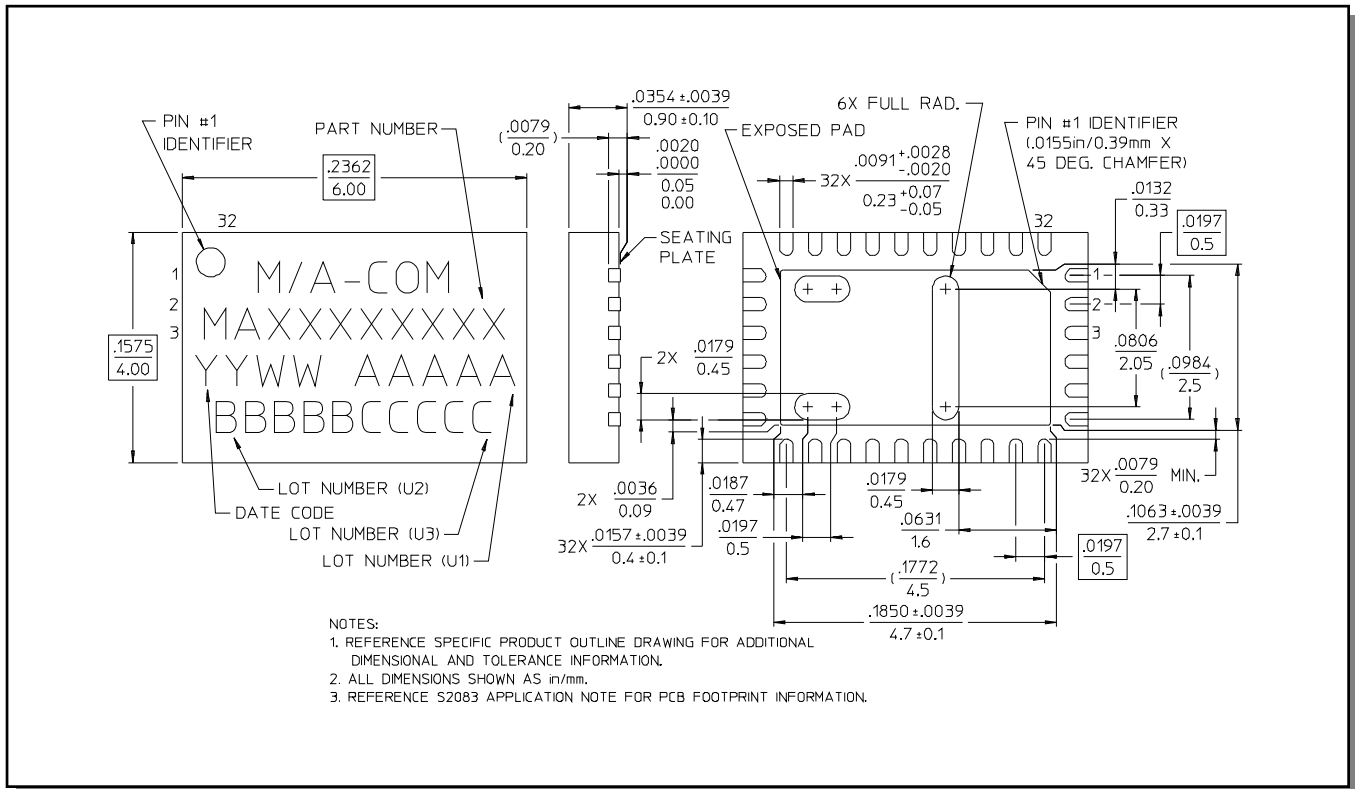 PIN #1
IDENTIFIER
PART NUMBER
.2362
6.00
32
1
2
3
.1575
4.00
M/A-COM
MAXXXXXXXXX
YYWW AAAAA
BBBBBCCCCC
LOT NUMBER (U2)
DATE CODE
LOT NUMBER (U3)
LOT NUMBER (U1)
.0354 ±.0039
0.90 ±0.10
(.0079
0.20)
.0020
.0000
0.05
0.00
SEATING
PLATE
EXPOSED PAD
6X FULL RAD.
32X .0091 +.0028
-.0020
0.23 +0.07
-0.05
PIN #1 IDENTIFIER
(.0155in/0.39mm X
45 DEG. CHAMFER)
32
.0132
0.33
.0197
0.5
1
2
3
.0806
2.05
(.0984
2.5)
2X .0179
0.45
2X .0036
0.09
32X .0157 ±.0039
0.4 ±0.1
.0187
0.47
.0197
0.5
.0179
0.45
.0631
1.6
32X .0079 MIN.
0.20
.1063 ±.0039
2.7 ±0.1
.0197
0.5
(.1772
4.5)
.1850 ±.0039
4.7 ±0.1
NOTES:
1. REFERENCE SPECIFIC PRODUCT OUTLINE DRAWING FOR ADDITIONAL
DIMENSIONAL AND TOLERANCE INFORMATION.
2. ALL DIMENSIONS SHOWN AS in/mm.
3. REFERENCE S2083 APPLICATION NOTE FOR PCB FOOTPRINT INFORMATION.